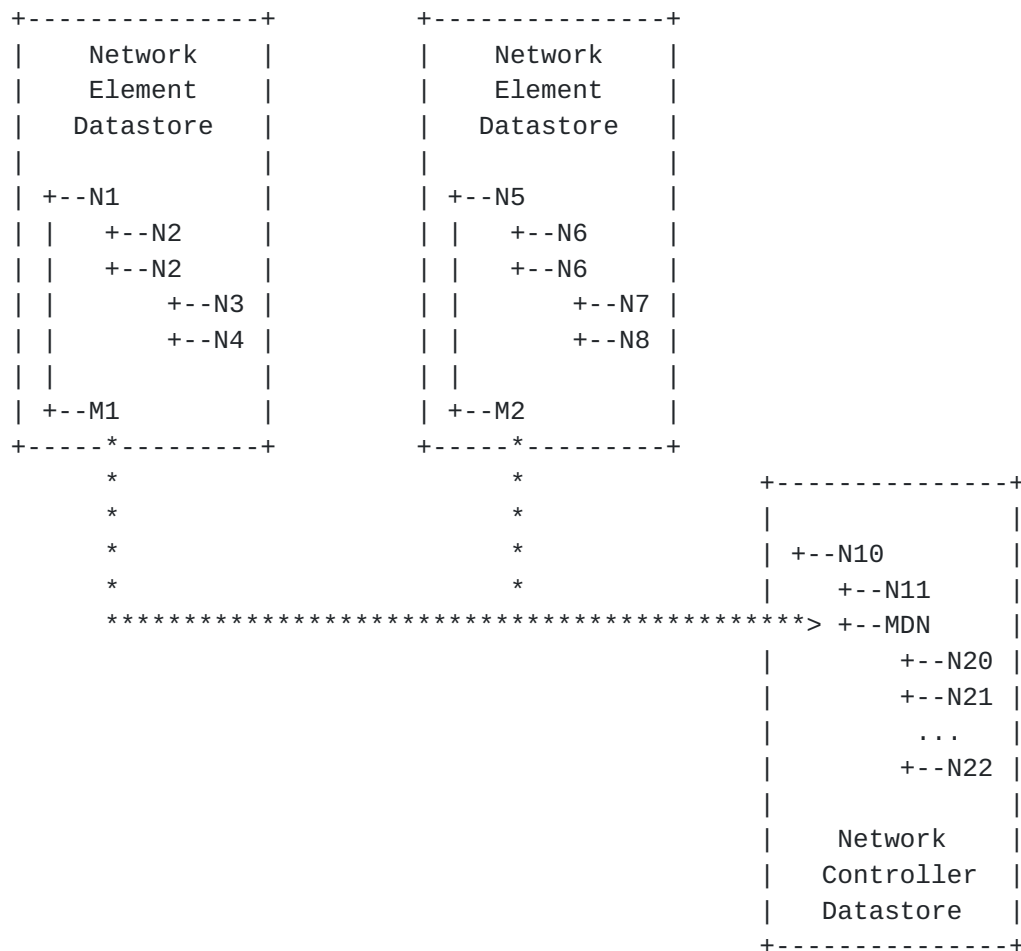 +---------------+         +---------------+
|    Network    |         |    Network    |
|    Element    |         |    Element    |
|   Datastore   |         |   Datastore   |
|               |         |               |
| +--N1         |         | +--N5         |
| |   +--N2     |         | |   +--N6     |
| |   +--N2     |         | |   +--N6     |
| |       +--N3 |         | |       +--N7 |
| |       +--N4 |         | |       +--N8 |
| |             |         | |             |
| +--M1         |         | +--M2         |
+-----*---------+         +-----*---------+
      *                         *               +---------------+
      *                         *               |               |
      *                         *               | +--N10        |
      *                         *               |    +--N11     |
      *********************************************> +--MDN     |
                                                |        +--N20 |
                                                |        +--N21 |
                                                |         ...   |
                                                |        +--N22 |
                                                |               |
                                                |    Network    |
                                                |   Controller  |
                                                |   Datastore   |
                                                +---------------+